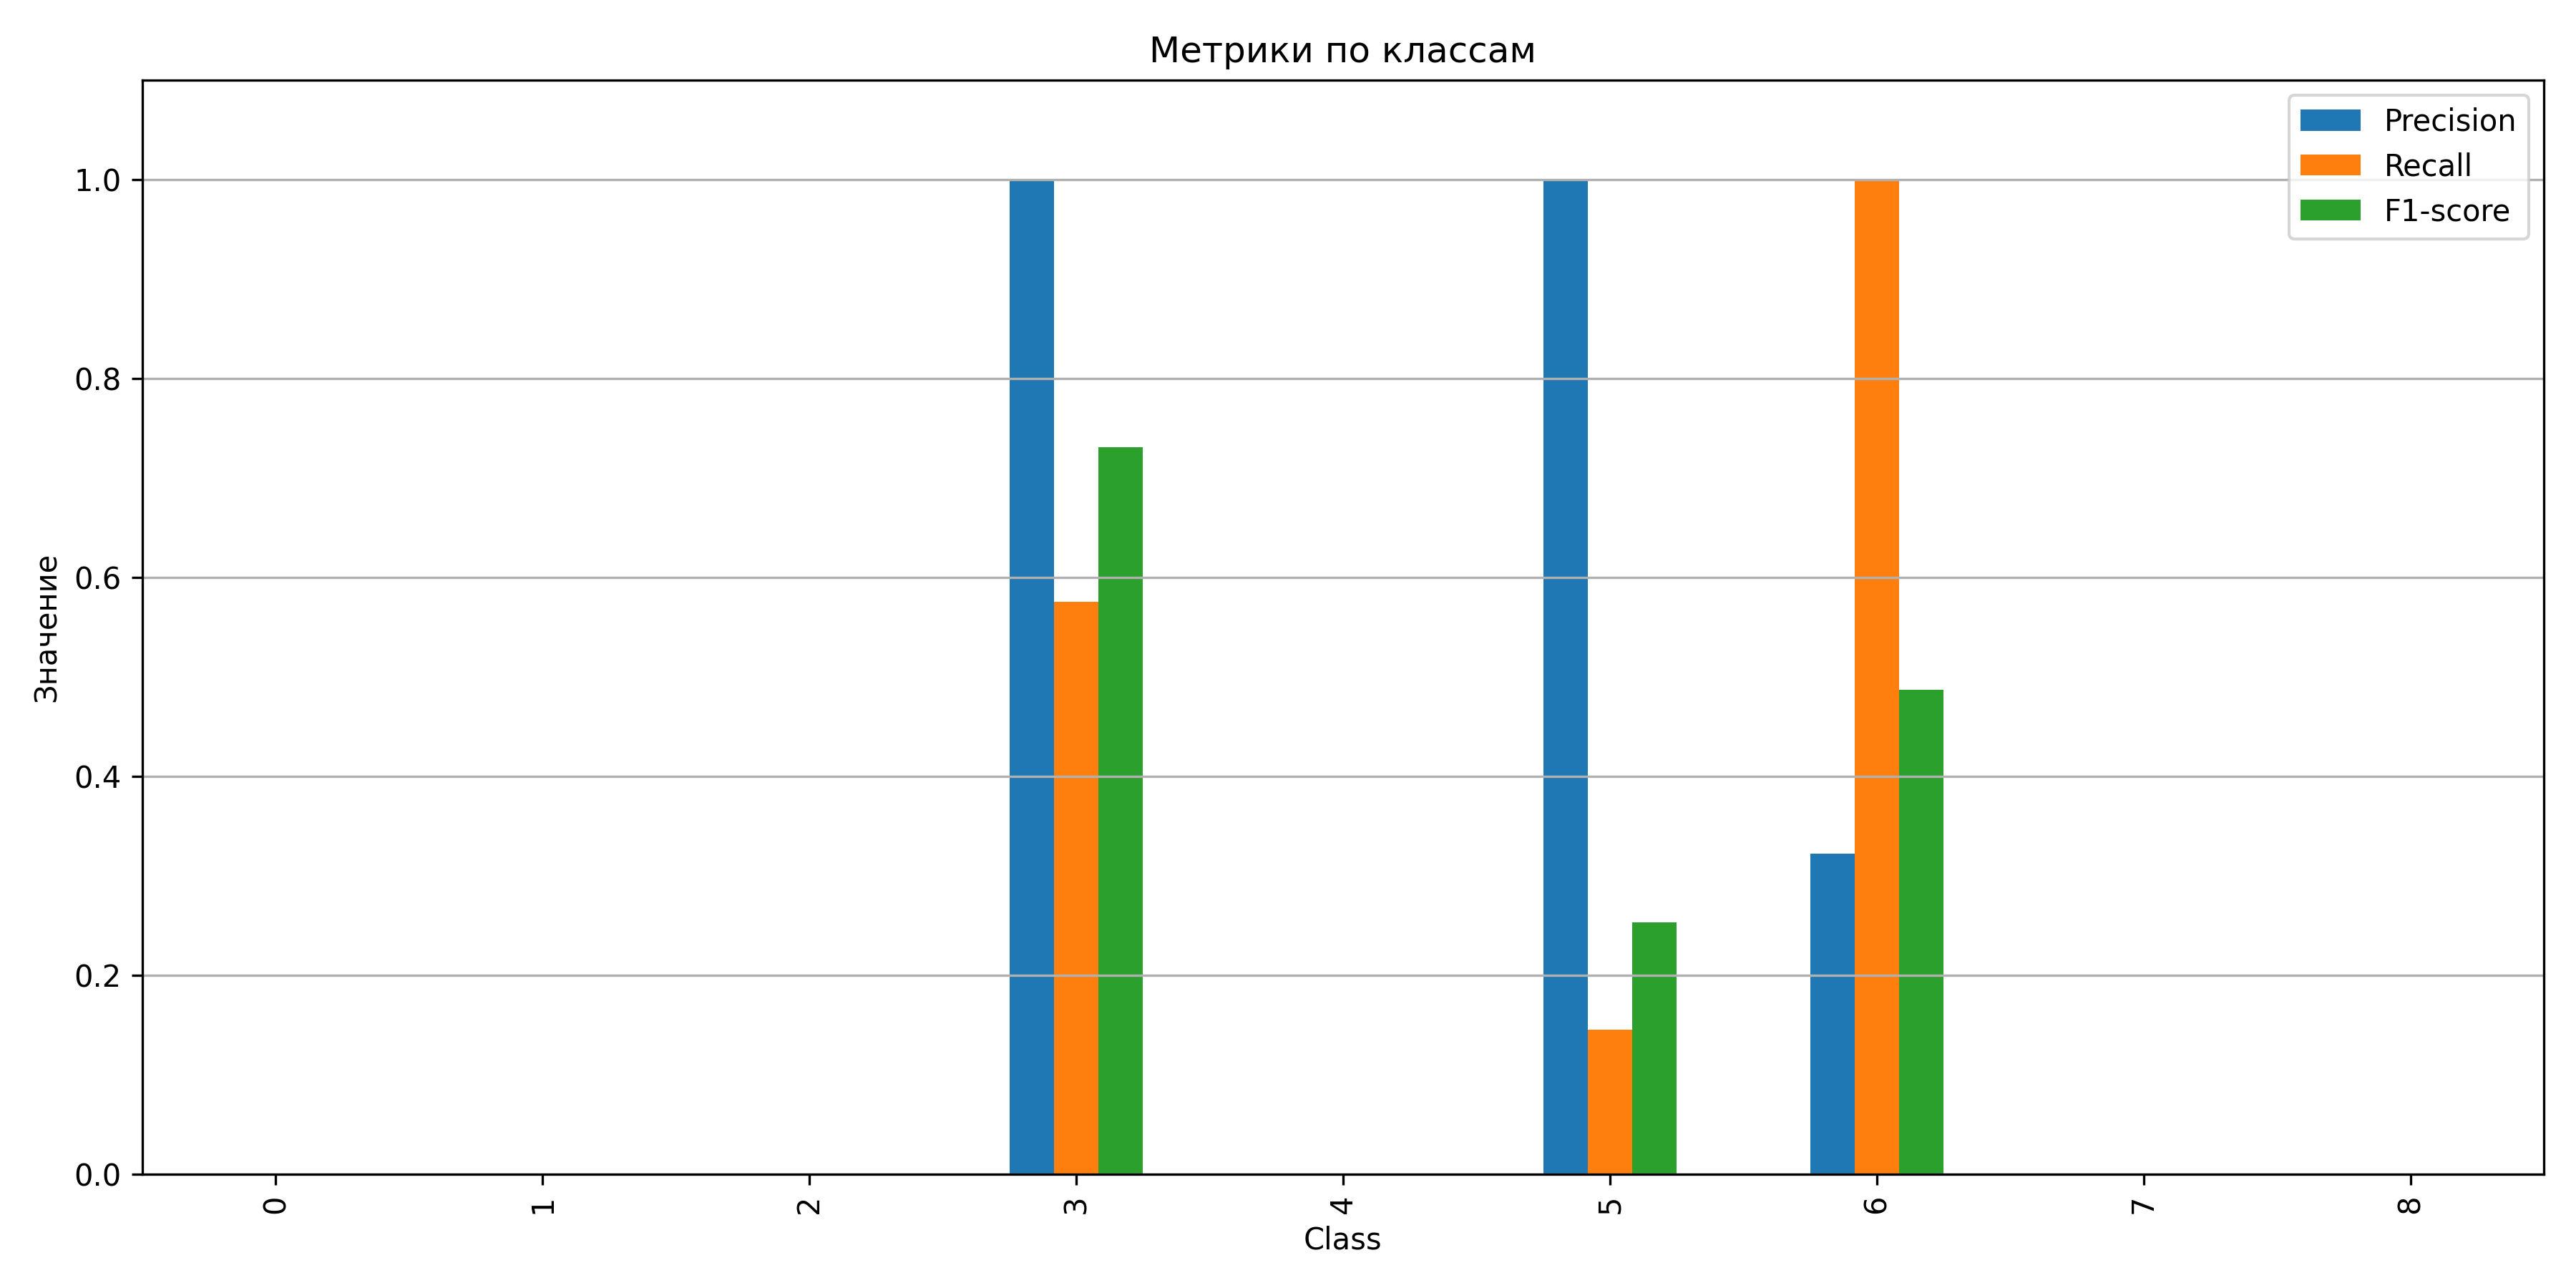 Метрики по классам
Precision
Recall
F1-score
Значение
1.0
0.8
0.6
0.4
0.2
0.0
0 1 2 3 4 5 6 7 8
Class